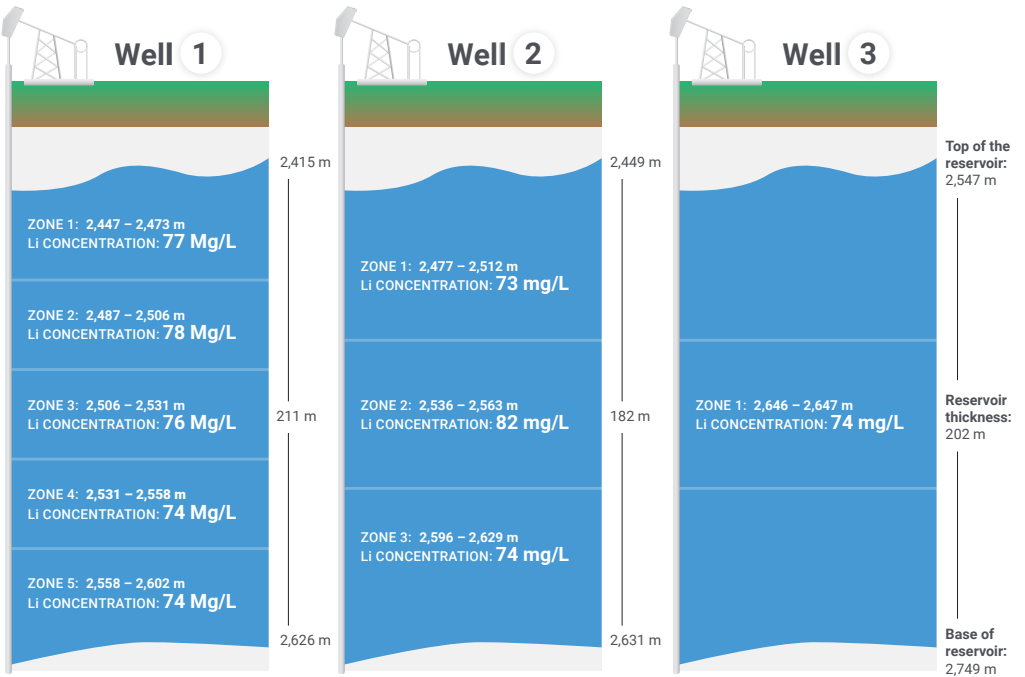 Well 1
2,415 m
ZONE 1: 2,447 – 2,473 m
Li CONCENTRATION: 77 Mg/L
ZONE 2: 2,487 – 2,506 m
Li CONCENTRATION: 78 Mg/L
ZONE 3: 2,506 – 2,531 m
Li CONCENTRATION: 76 Mg/L
211 m
ZONE 4: 2,531 – 2,558 m
Li CONCENTRATION: 74 Mg/L
ZONE 5: 2,558 – 2,602 m
Li CONCENTRATION: 74 Mg/L
2,626 m
Well 2
2,449 m
ZONE 1: 2,477 – 2,512 m
Li CONCENTRATION: 73 mg/L
ZONE 2: 2,536 – 2,563 m
Li CONCENTRATION: 82 mg/L
182 m
ZONE 3: 2,596 – 2,629 m
Li CONCENTRATION: 74 mg/L
2,631 m
Well 3
Top of the
reservoir:
2,547 m
ZONE 1: 2,646 – 2,647 m
Li CONCENTRATION: 74 mg/L
Reservoir
thickness:
202 m
Base of
reservoir:
2,749 m